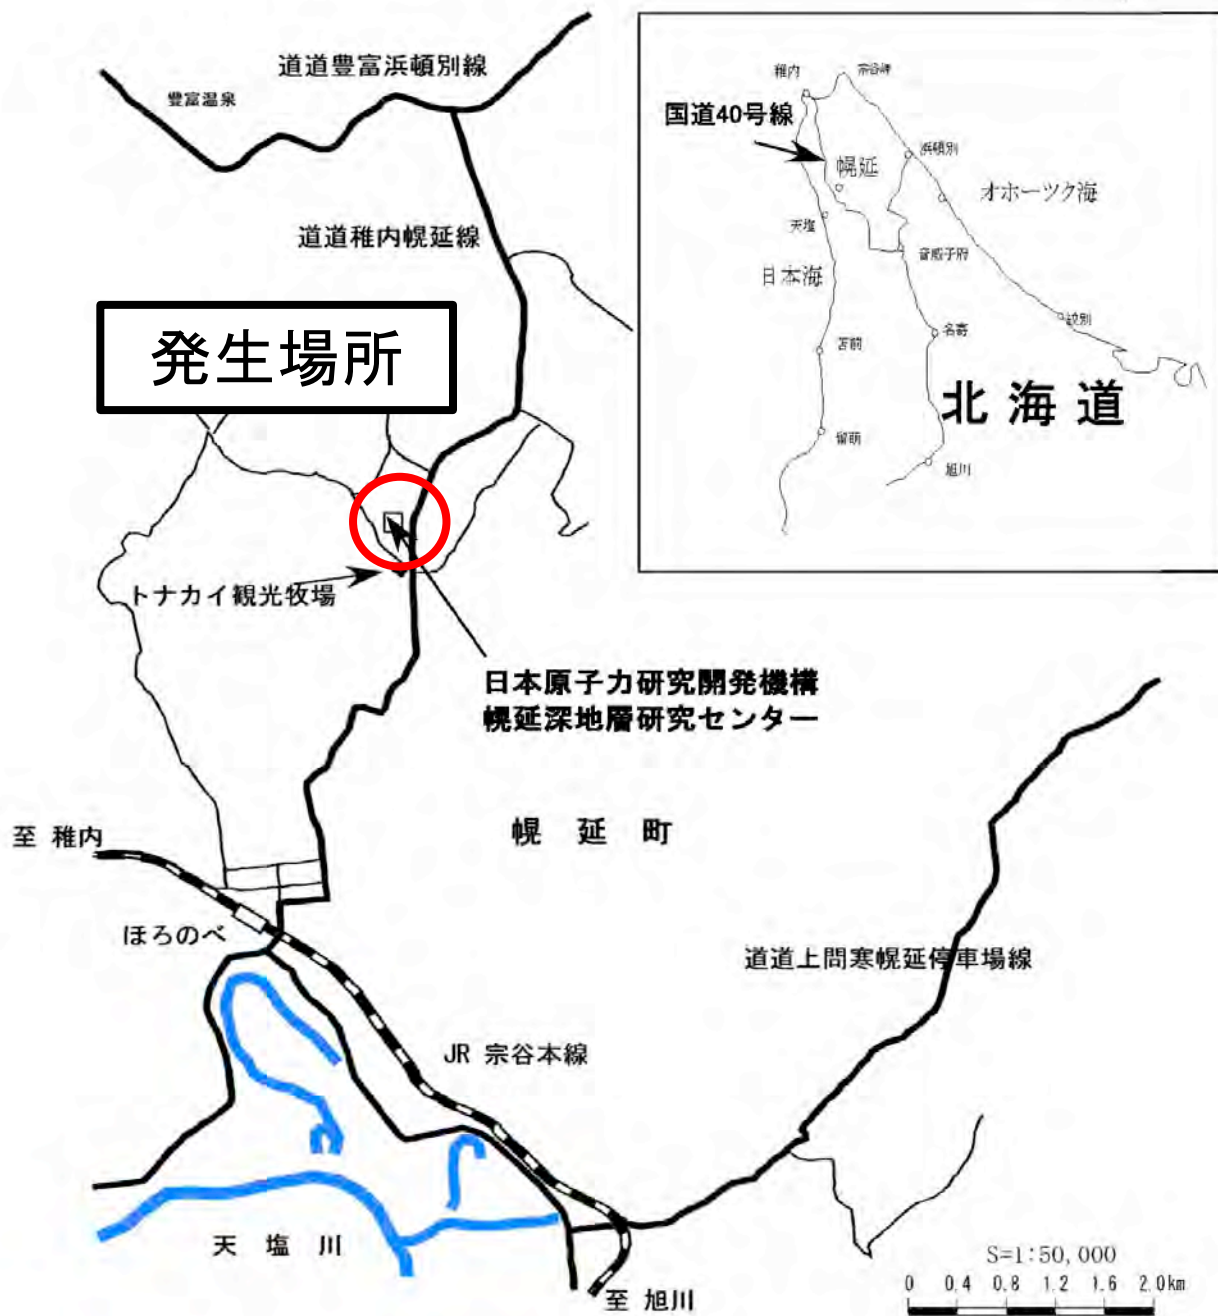 道道豊富浜頓別線
豊富温泉
道道稚内幌延線
発生場所
トナカイ観光牧場
日本原子力研究開発機構
幌延深地層研究センター
幌延町
至 稚内
ほろのべ
道道上問寒幌延停車場線
JR 宗谷本線
天塩川
至 旭川
S=1:50,000
0 0.4 0.8 1.2 1.6 2.0km
稚内
宗谷岬
国道40号線
浜頓別
幌延
オホーツク海
天塩
音威子府
日本海
紋別
名寄
苫前
北海道
留萌
旭川